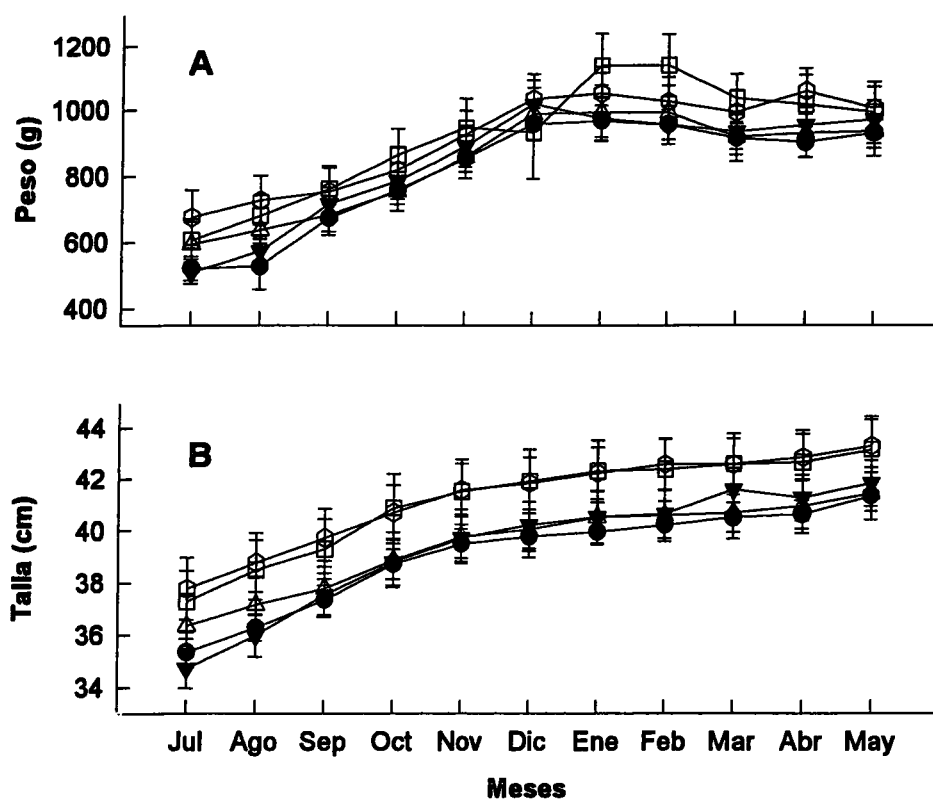 A
Peso (g)
1200
1000
800
600
400
B
Talla (cm)
44
42
40
38
36
34
Jul Ago Sep Oct Nov Dic Ene Feb Mar Abr May
Meses